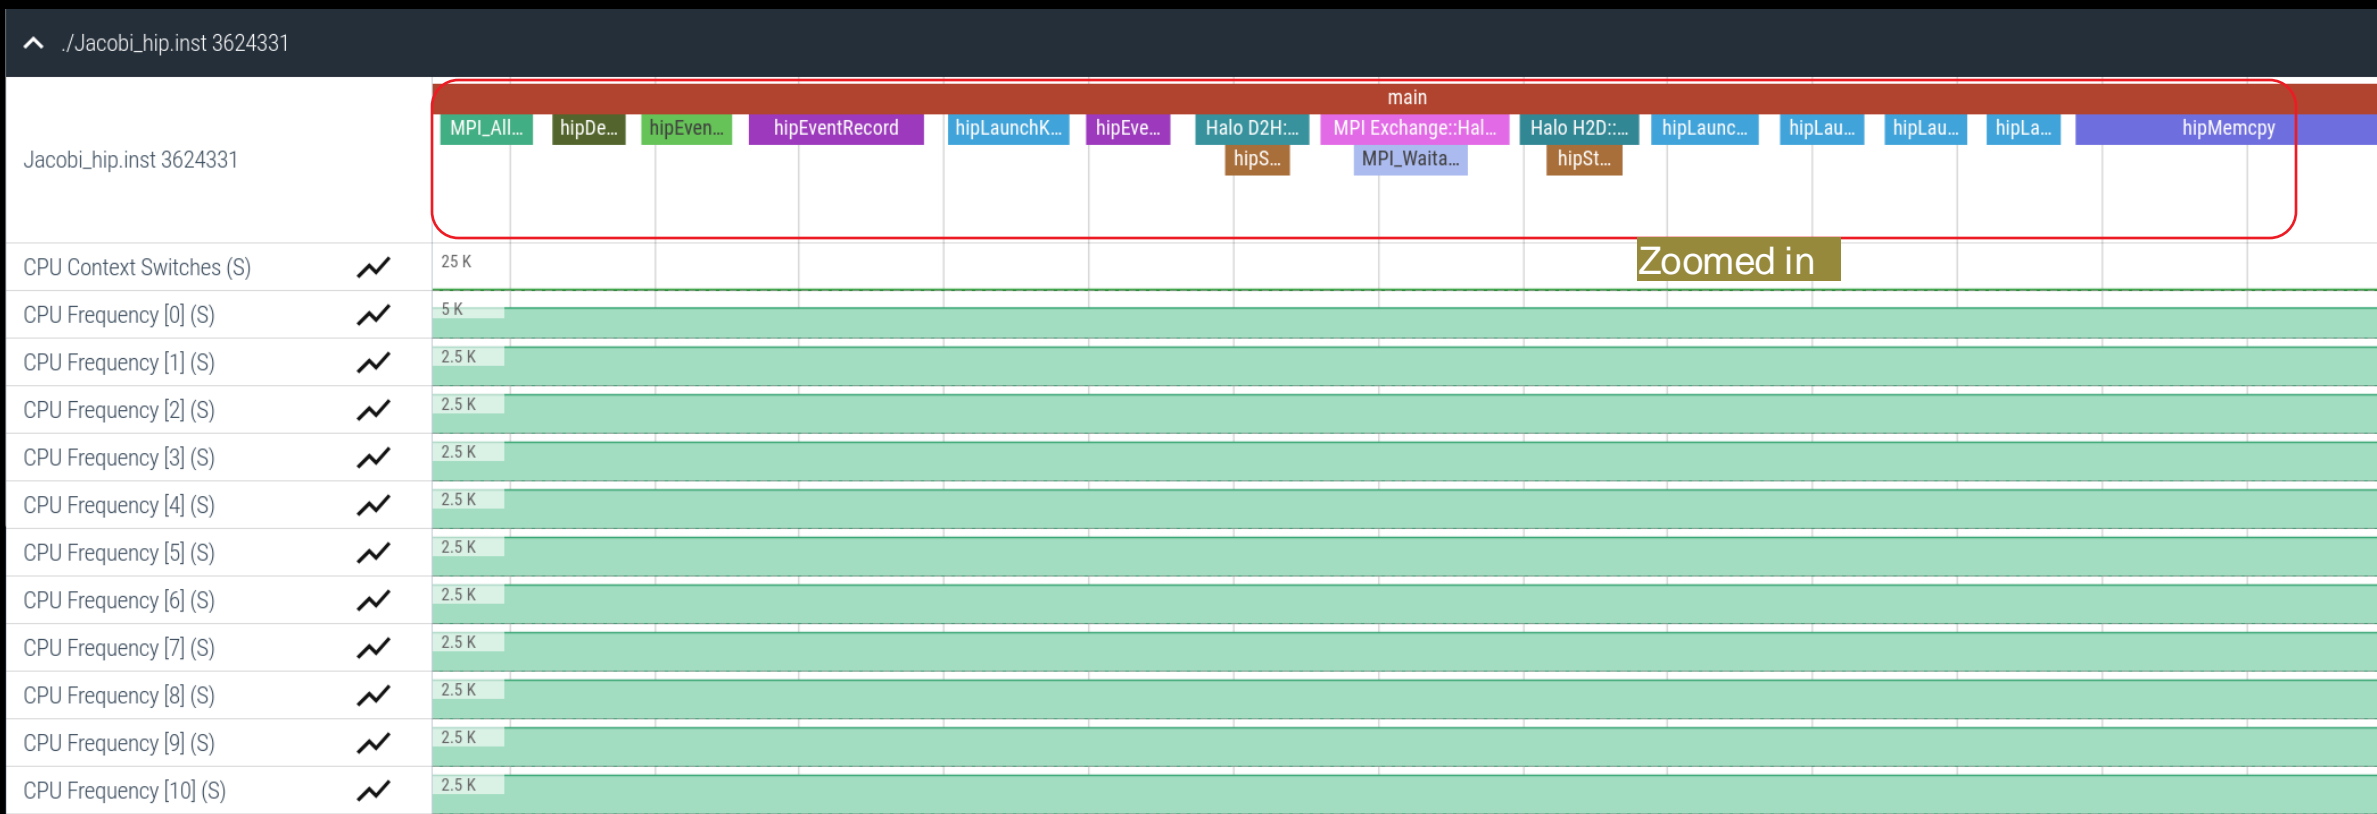 ./Jacobi_hip.inst 3624331
main
MPI_All... hipDe... hipEven... hipEventRecord hipLaunchK... hipEve... Halo D2H:... MPI Exchange::Hal... Halo H2D::... hipLaunc... hipLau... hipLau... hipLa... hipMemcpy
Jacobi_hip.inst 3624331
hipS... MPI_Waita... hipSt...
Zoomed in
CPU Context Switches (S) 25 K
CPU Frequency [0] (S) 5 K
CPU Frequency [1] (S) 2.5 K
CPU Frequency [2] (S) 2.5 K
CPU Frequency [3] (S) 2.5 K
CPU Frequency [4] (S) 2.5 K
CPU Frequency [5] (S) 2.5 K
CPU Frequency [6] (S) 2.5 K
CPU Frequency [7] (S) 2.5 K
CPU Frequency [8] (S) 2.5 K
CPU Frequency [9] (S) 2.5 K
CPU Frequency [10] (S) 2.5 K